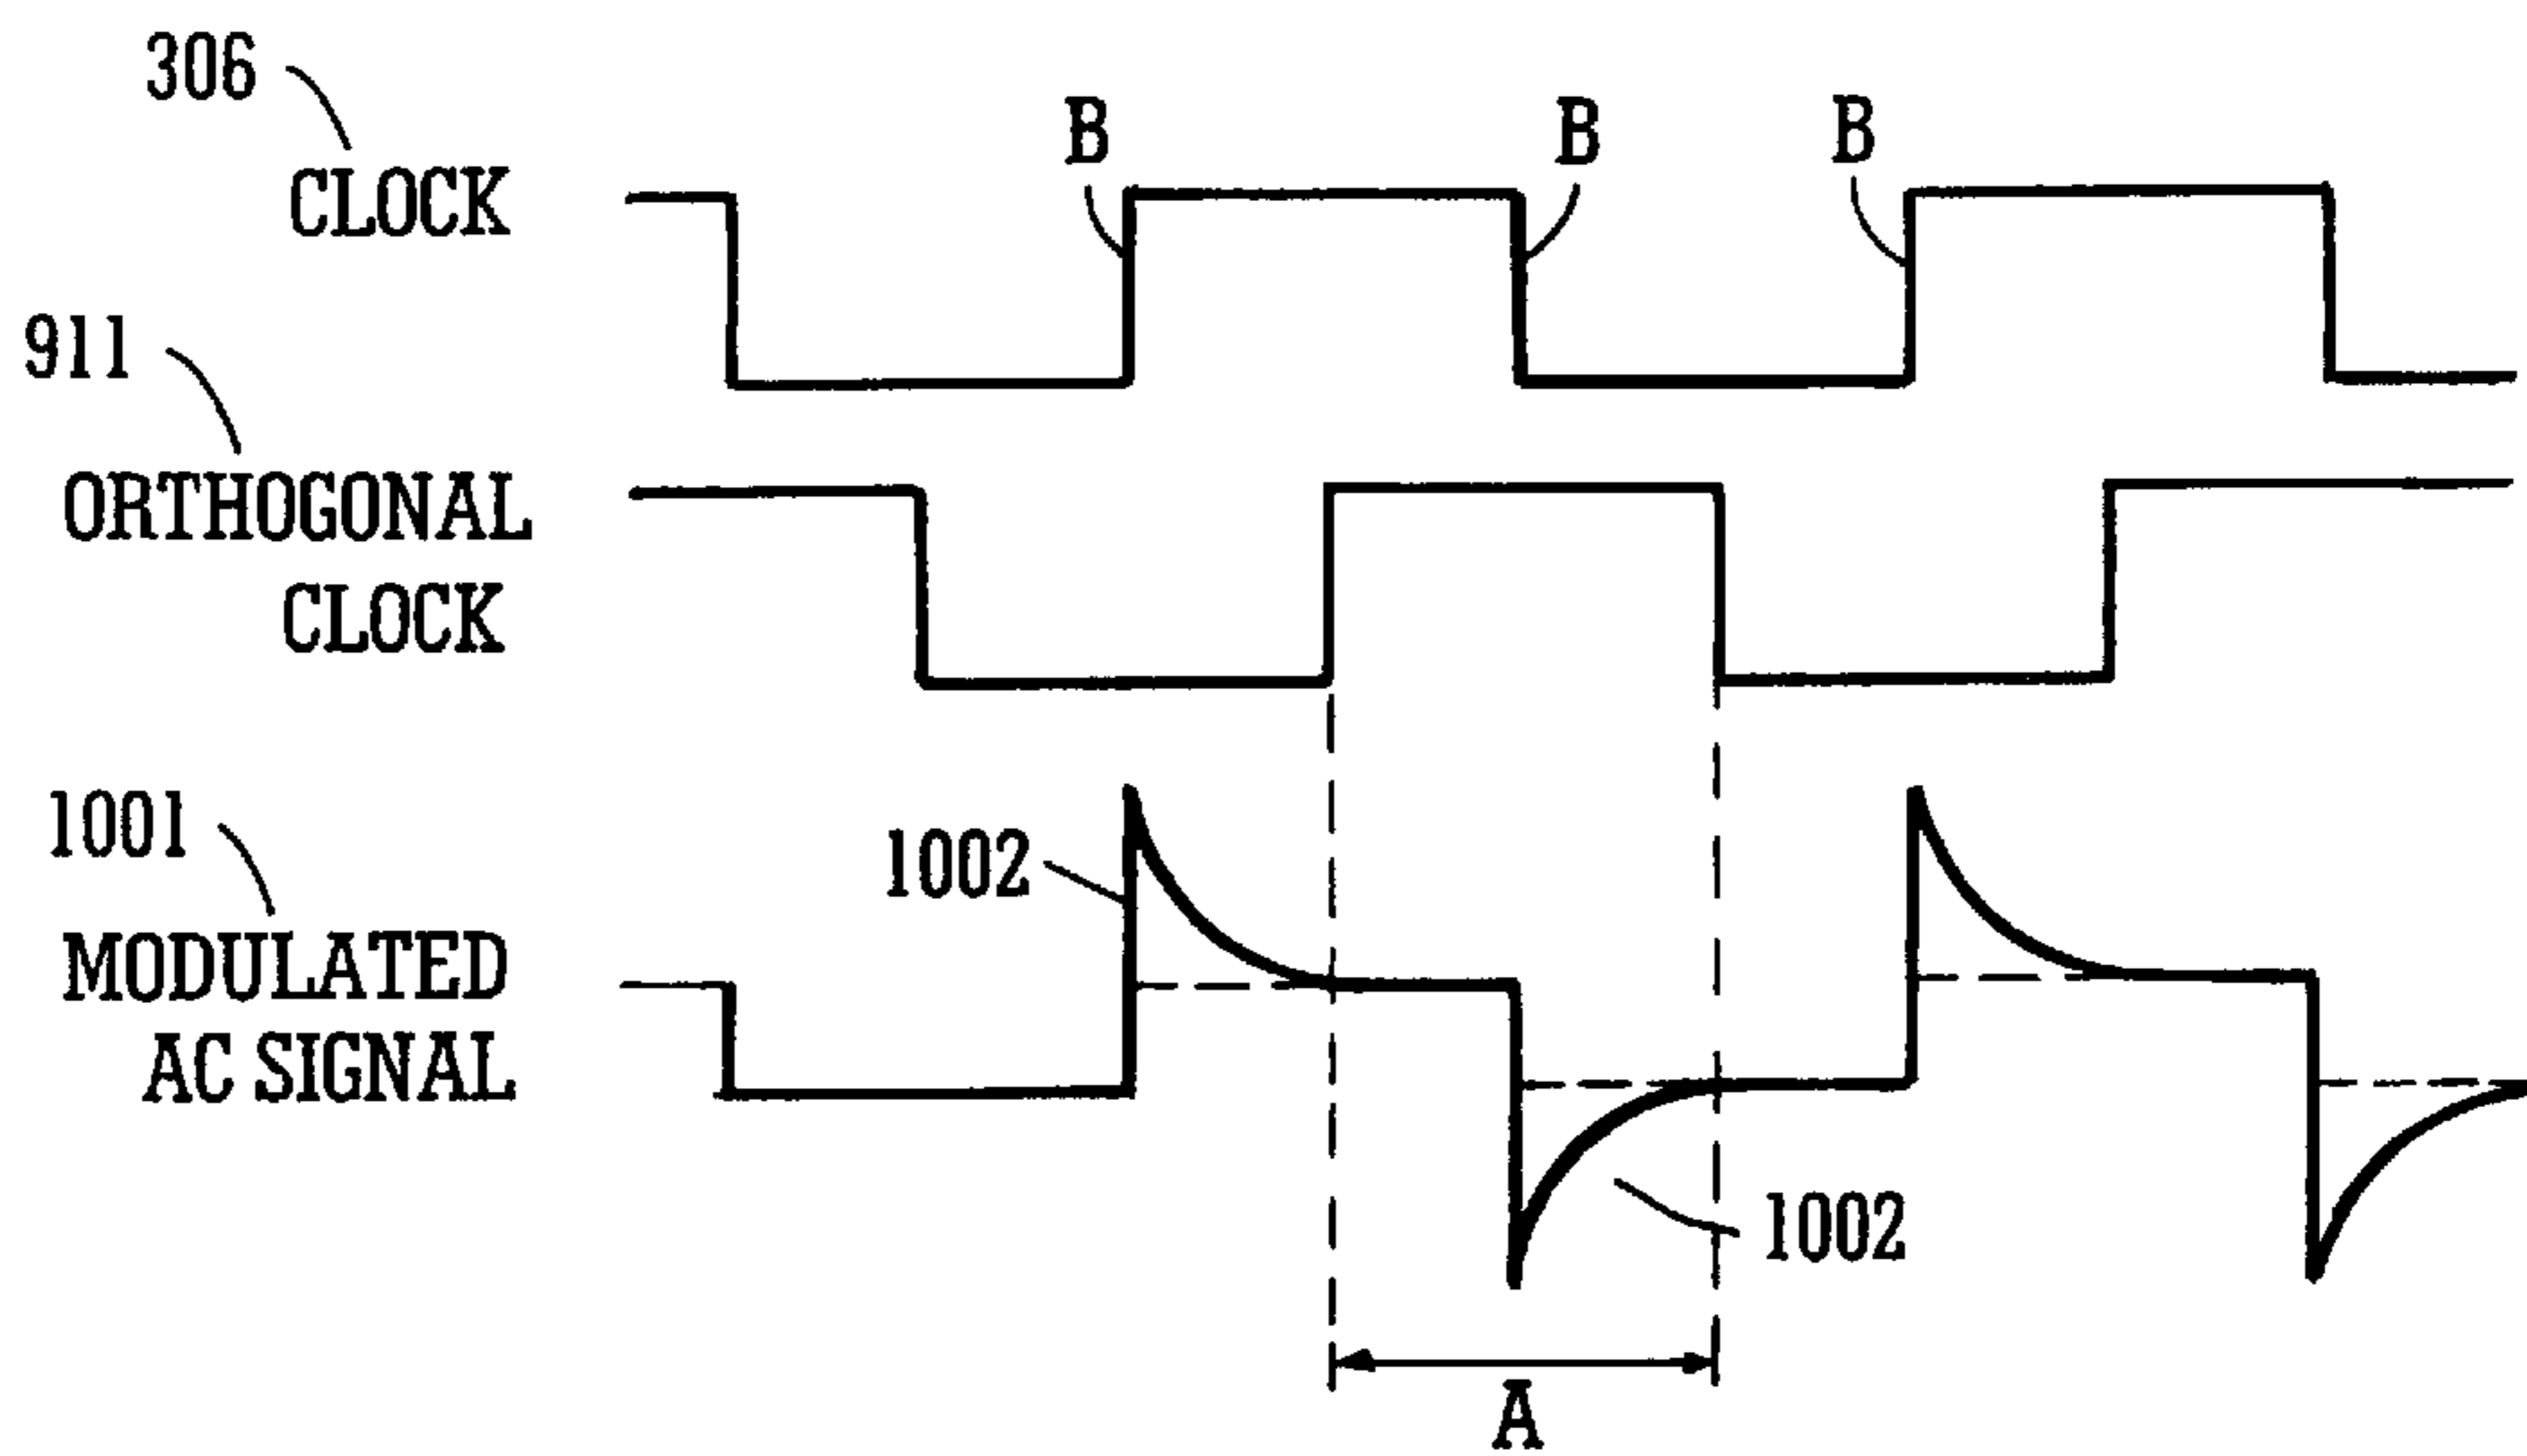 306
CLOCK
B
B
B
911
ORTHOGONAL
CLOCK
1001
MODULATED
AC SIGNAL
1002
1002
A